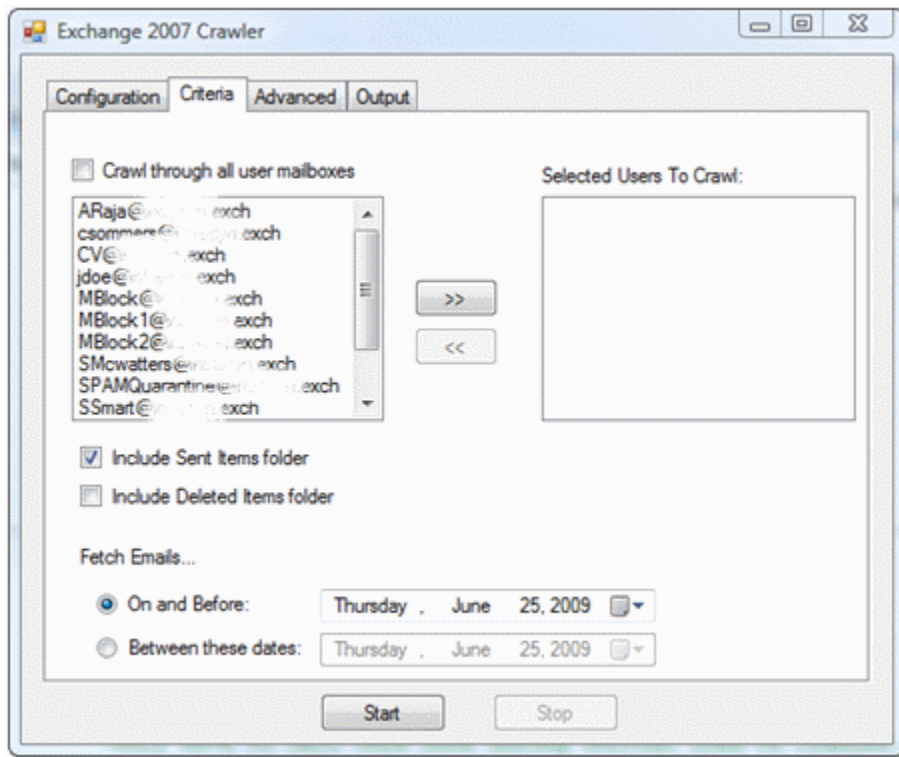 Exchange 2007 Crawler
Configuration Criteria Advanced Output
Crawl through all user mailboxes
Selected Users To Crawl:
ARaja@ exch
csommers@ .exch
CV@ .exch
jdoe@ exch
MBlock@ exch
MBlock1@ exch
MBlock2@ .exch
SMcwatters@ .exch
SPAMQuarantine@ .exch
SSmart@ .exch
>>
<<
Include Sent Items folder
Include Deleted Items folder
Fetch Emails...
On and Before: Thursday , June 25, 2009
Between these dates: Thursday , June 25, 2009
Start Stop